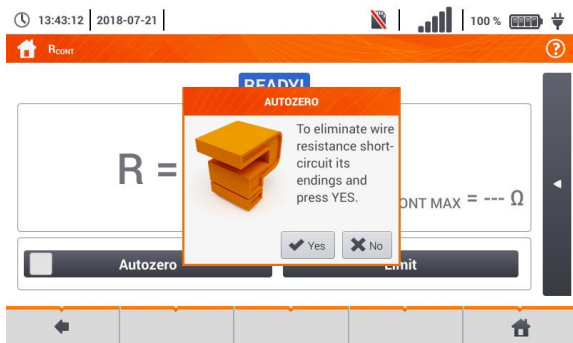 13:43:12 2018-07-21 100 %
RCONT
?
READY!
AUTOZERO
To eliminate wire
resistance short-
circuit its
endings and
press YES.
R =
CONT MAX = --- Ω
Yes No
Autozero Limit